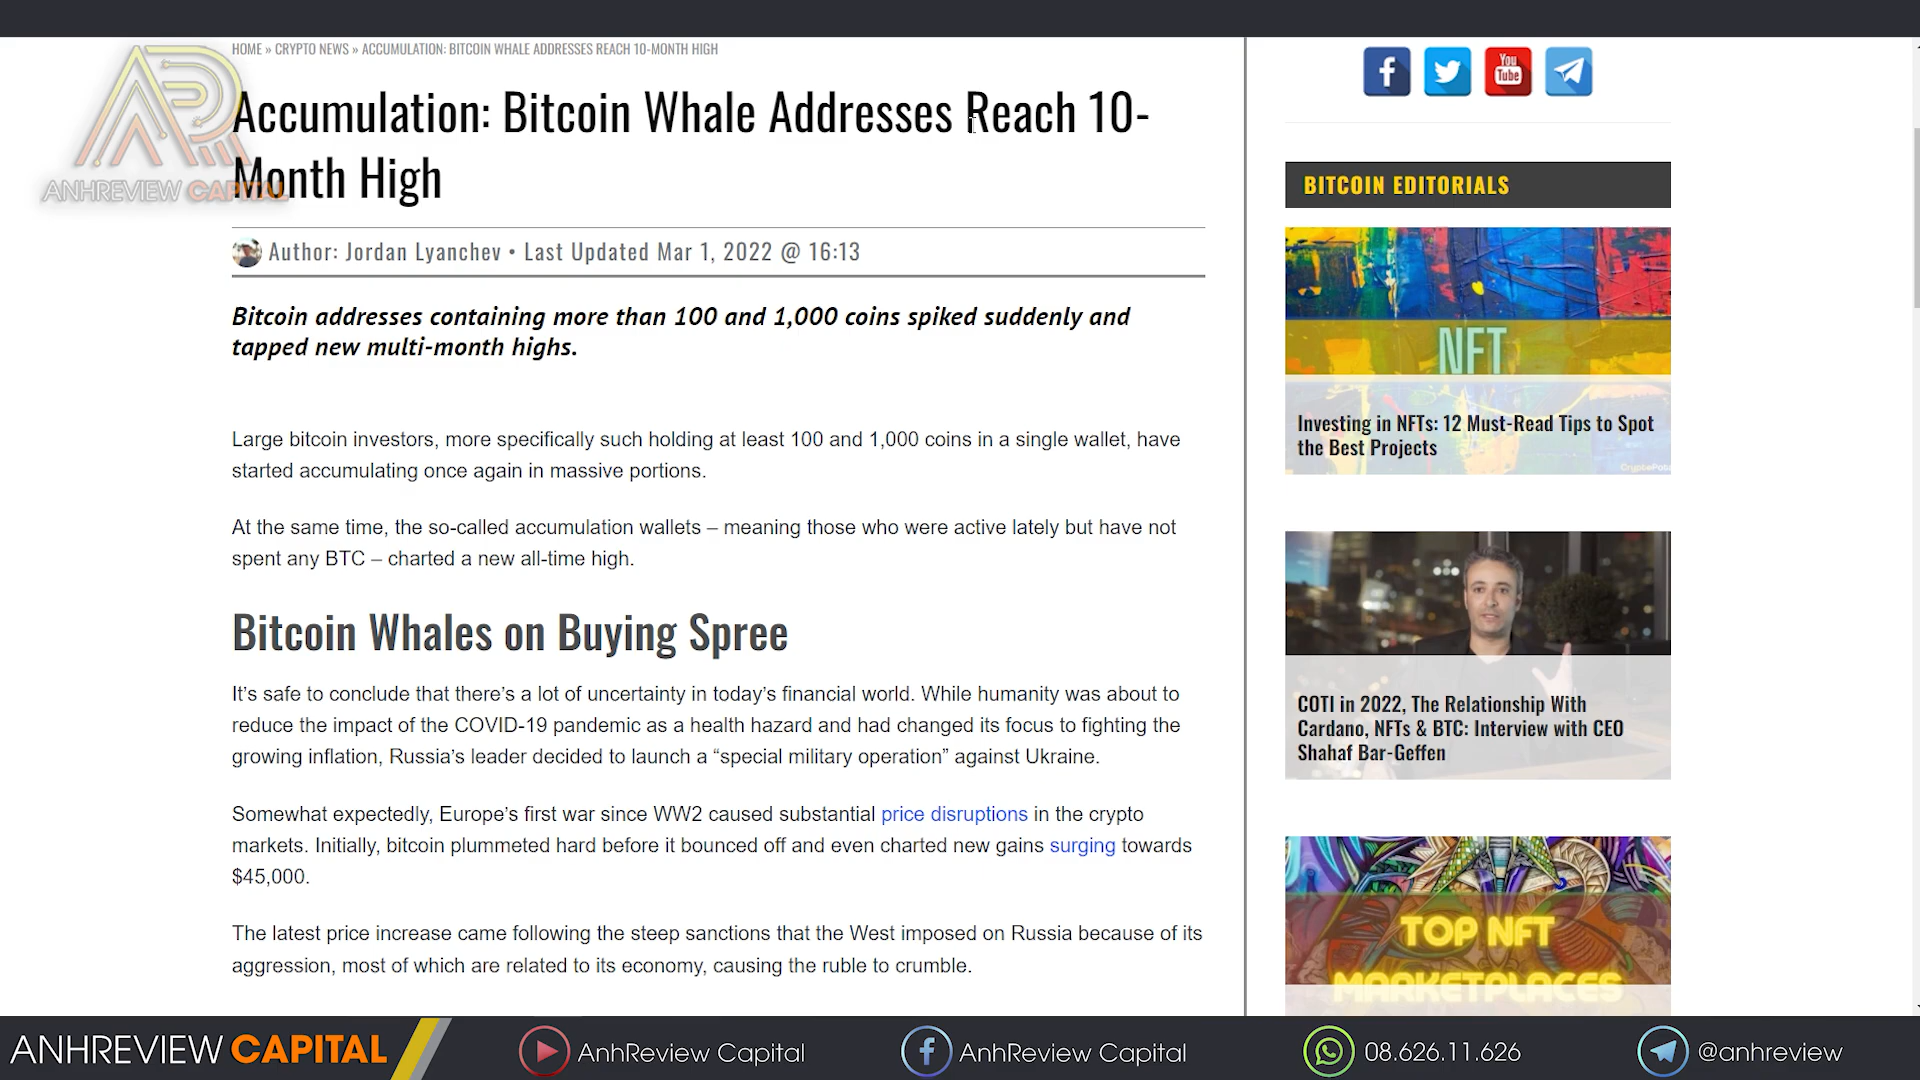 HOME » CRYPTO NEWS » ACCUMULATION: BITCOIN WHALE ADDRESSES REACH 10-MONTH HIGH
Accumulation: Bitcoin Whale Addresses Reach 10-
Month High
ANHREVIEW CAPITAL
Author: Jordan Lyanchev • Last Updated Mar 1, 2022 @ 16:13
Bitcoin addresses containing more than 100 and 1,000 coins spiked suddenly and
tapped new multi-month highs.
Large bitcoin investors, more specifically such holding at least 100 and 1,000 coins in a single wallet, have
started accumulating once again in massive portions.
At the same time, the so-called accumulation wallets – meaning those who were active lately but have not
spent any BTC – charted a new all-time high.
Bitcoin Whales on Buying Spree
It's safe to conclude that there's a lot of uncertainty in today's financial world. While humanity was about to
reduce the impact of the COVID-19 pandemic as a health hazard and had changed its focus to fighting the
growing inflation, Russia's leader decided to launch a “special military operation” against Ukraine.
Somewhat expectedly, Europe's first war since WW2 caused substantial price disruptions in the crypto
markets. Initially, bitcoin plummeted hard before it bounced off and even charted new gains surging towards
$45,000.
The latest price increase came following the steep sanctions that the West imposed on Russia because of its
aggression, most of which are related to its economy, causing the ruble to crumble.
You
Tube
BITCOIN EDITORIALS
NFT
Investing in NFTs: 12 Must-Read Tips to Spot
the Best Projects
COTI in 2022, The Relationship With
Cardano, NFTs & BTC: Interview with CEO
Shahaf Bar-Geffen
TOP NFT
MARKETPLACES
ANHREVIEW CAPITAL
AnhReview Capital
AnhReview Capital
08.626.11.626
@anhreview